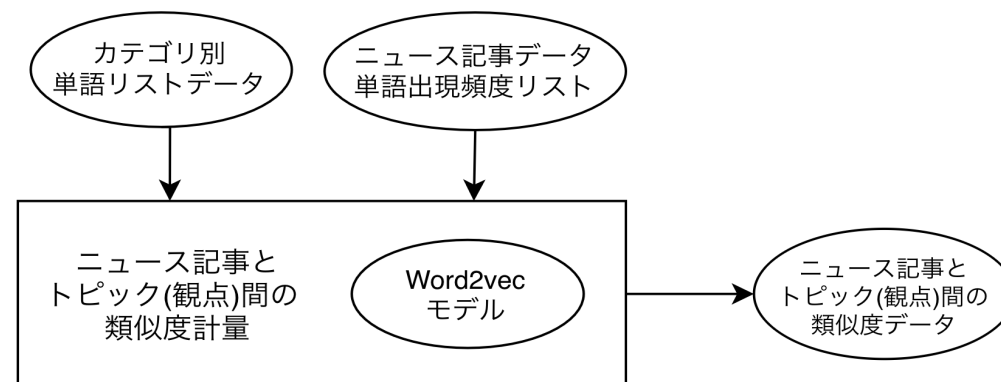 カテゴリ別
単語リストデータ
ニュース記事データ
単語出現頻度リスト
ニュース記事と
トピック(観点)間の
類似度計量
Word2vec
モデル
ニュース記事と
トピック(観点)間の
類似度データ